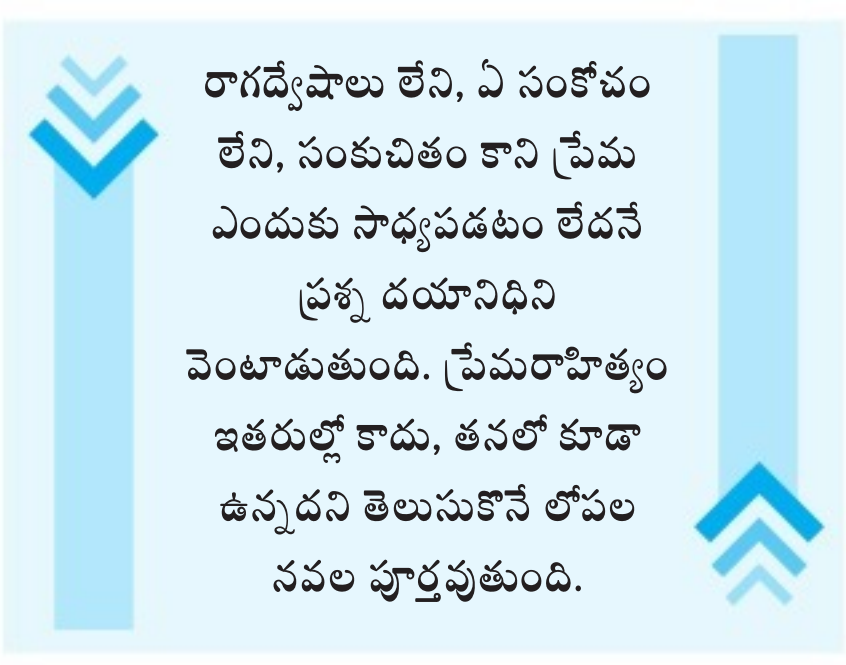 రాగద్వేషాలు లేని, ఏ సంకోచం
లేని, సంకుచితం కాని ప్రేమ
ఎందుకు సాధ్యపడటం లేదనే
ప్రశ్న దయానిధిని
వెంటాడుతుంది. ప్రేమరాహిత్యం
ఇతరుల్లో కాదు, తనలో కూడా
ఉన్నదని తెలుసుకొనే లోపల
నవల పూర్తవుతుంది.